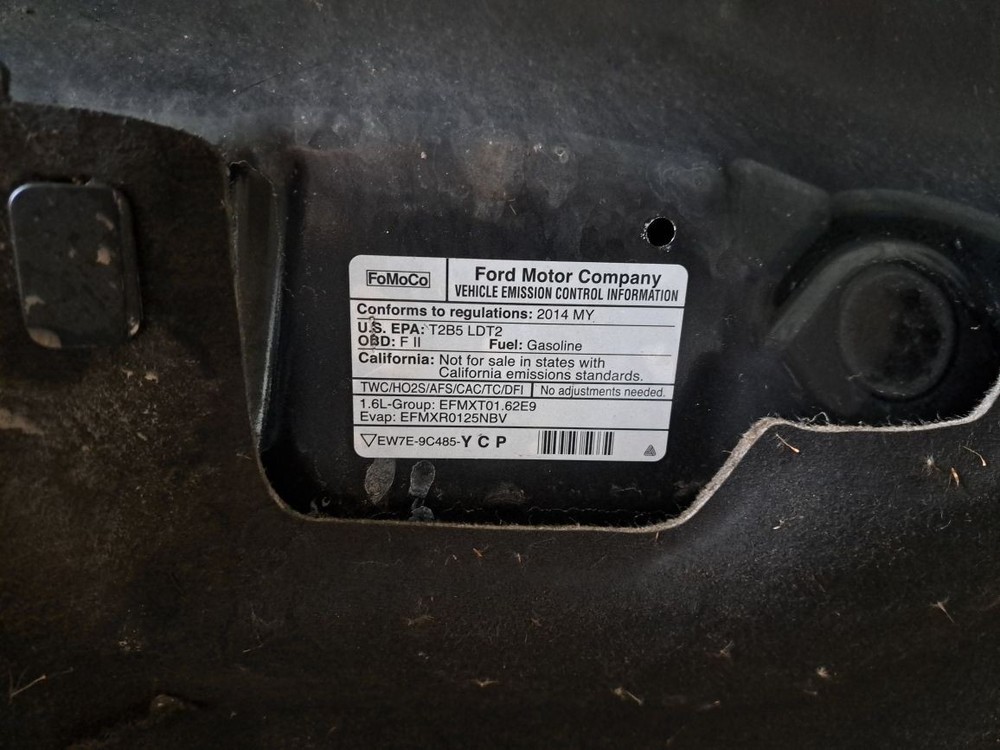 FoMoCo
Ford Motor Company
VEHICLE EMISSION CONTROL INFORMATION
Conforms to regulations: 2014 MY
U.S. EPA: T2B5 LDT2
OBD: F II Fuel: Gasoline
California: Not for sale in states with
California emissions standards.
TWC/HO2S/AFS/CAC/TC/DFI No adjustments needed.
1.6L-Group: EFMXT01.62E9
Evap: EFMXR0125NBV
EW7E-9C485-Y C P